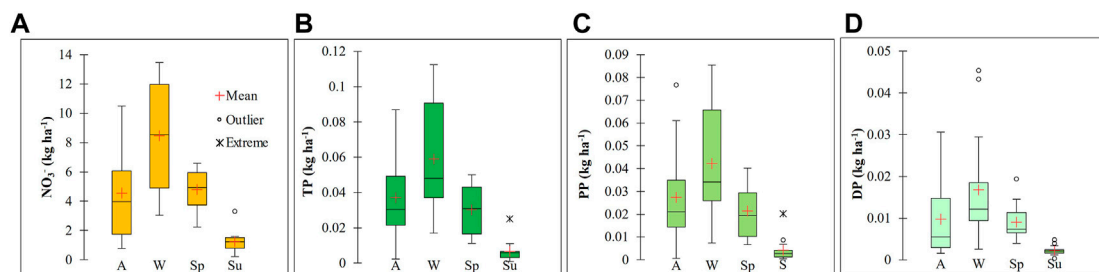 A
NO₃⁻ (kg ha⁻¹)
14
12
10
8
6
4
2
0
A W Sp Su
Mean
Outlier
Extreme
B
TP (kg ha⁻¹)
0.12
0.1
0.08
0.06
0.04
0.02
0
A W Sp Su
C
PP (kg ha⁻¹)
0.09
0.08
0.07
0.06
0.05
0.04
0.03
0.02
0.01
0
A W Sp S
D
DP (kg ha⁻¹)
0.05
0.04
0.03
0.02
0.01
0
A W Sp Su